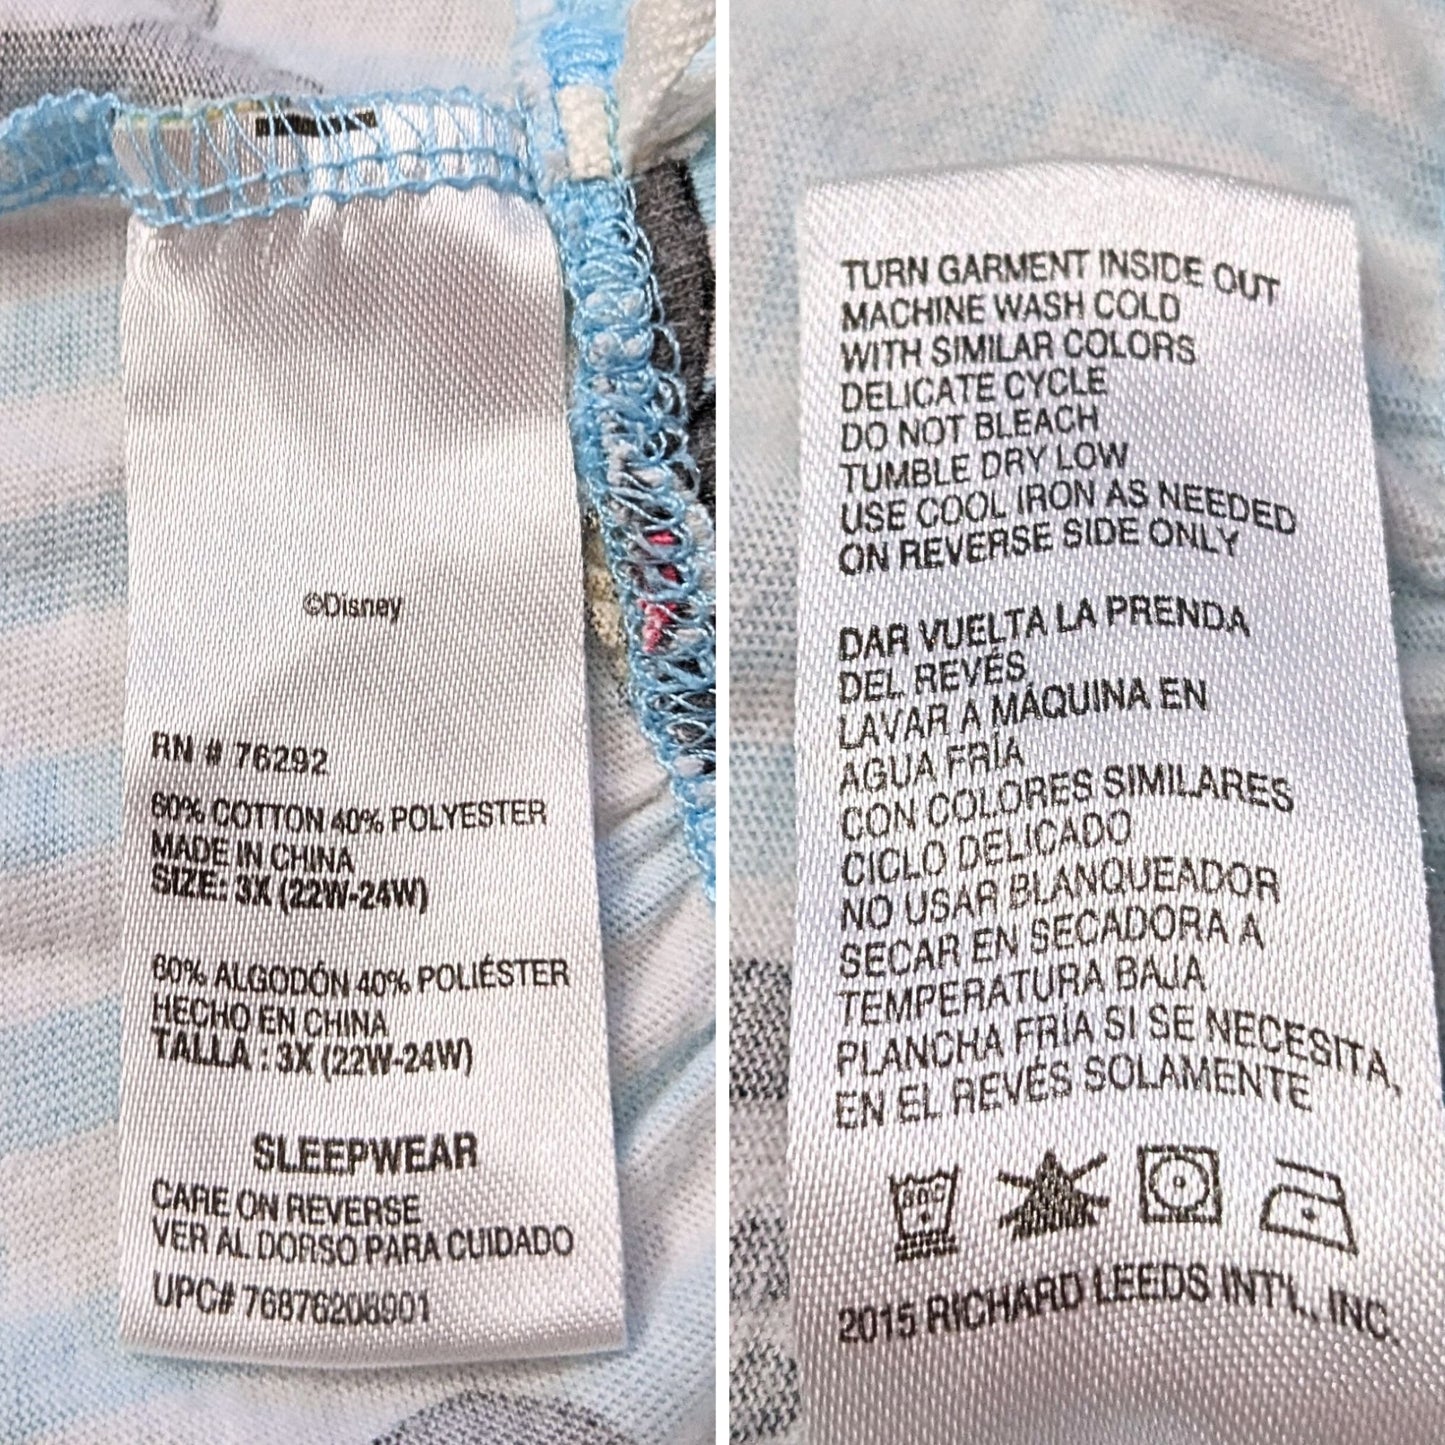 ©Disney
RN # 76292
60% COTTON 40% POLYESTER
MADE IN CHINA
SIZE: 3X (22W-24W)
60% ALGODÓN 40% POLIÉSTER
HECHO EN CHINA
TALLA : 3X (22W-24W)
SLEEPWEAR
CARE ON REVERSE
VER AL DORSO PARA CUIDADO
UPC# 76876208901
TURN GARMENT INSIDE OUT
MACHINE WASH COLD
WITH SIMILAR COLORS
DELICATE CYCLE
DO NOT BLEACH
TUMBLE DRY LOW
USE COOL IRON AS NEEDED
ON REVERSE SIDE ONLY
DAR VUELTA LA PRENDA
DEL REVÉS
LAVAR A MÁQUINA EN
AGUA FRÍA
CON COLORES SIMILARES
CICLO DELICADO
NO USAR BLANQUEADOR
SECAR EN SECADORA A
TEMPERATURA BAJA
PLANCHA FRÍA SI SE NECESITA,
EN EL REVÉS SOLAMENTE
30C
2015 RICHARD LEEDS INT'L, INC.